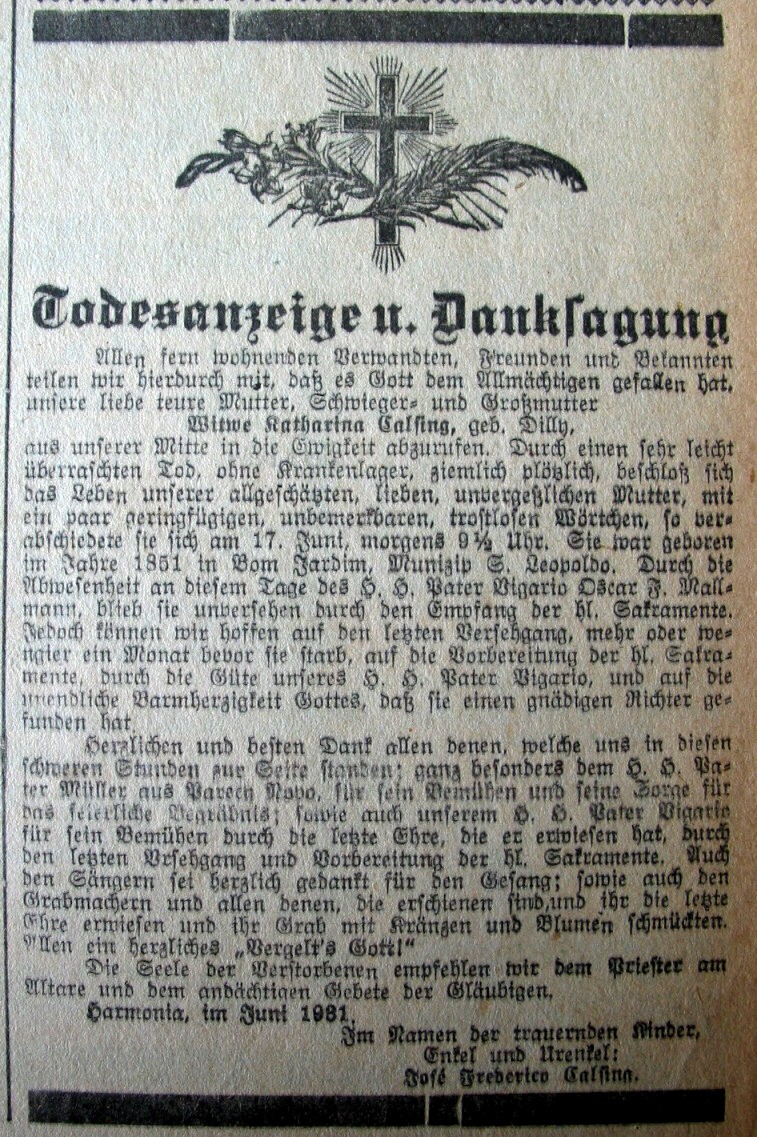 Todesanzeige u. Danksagung
Allen fern wohnenden Verwandten, Freunden und Bekannten
teilen wir hierdurch mit, daß es Gott dem Allmächtigen gefallen hat,
unsere liebe teure Mutter, Schwieger- und Großmutter
Witwe Katharina Calsing, geb. Dilly,
aus unserer Mitte in die Ewigkeit abzurufen. Durch einen sehr leicht
überraschten Tod, ohne Krankenlager, ziemlich plötzlich, beschloß sich
das Leben unserer allgeschätzten, lieben, unvergeßlichen Mutter, mit
ein paar geringfügigen, unbemerkbaren, trostlosen Wörtchen, so ver-
abschiedere sie sich am 17. Juni, morgens 9½ Uhr. Sie war geboren
im Jahre 1851 in Bom Jardim, Munizip S. Leopoldo. Durch die
Abwesenheit an diesem Tage des H. H. Pater Vigario Oscar F. Mall-
mann, blieb sie unversehen durch den Empfang der hl. Sakramente.
Jedoch können wir hoffen auf den letzten Versehgang, mehr oder we-
ngier ein Monat bevor sie starb, auf die Vorbereitung der hl. Sakra-
mente, durch die Güte unseres H. H. Pater Vigario, und auf die
unendliche Barmherzigkeit Gottes, daß sie einen gnädigen Richter ge-
funden hat
Herzlichen und besten Dank allen denen, welche uns in diesen
schweren Stunden zur Seite standen; ganz besonders dem H. H. Pa-
ter Müller aus Parecy Novo, für sein Bemühen und seine Sorge für
das feierliche Begräbnis; sowie auch unserem H. H. Pater Vigario
für sein Bemühen durch die letzte Ehre, die er erwiesen hat, durch
den letzten Vrsehgang und Vorbereitung der hl. Sakramente. Auch
den Sängern sei herzlich gedankt für den Gesang; sowie auch den
Grabmachern und allen denen, die erschienen sind,und ihr die letzte
Ehre erwiesen und ihr Grab mit Kränzen und Blumen schmückten.
Allen ein herzliches „Vergelt's Gott!“
Die Seele der Verstorbenen empfehlen wir dem Priester am
Altare und dem andächtigen Gebete der Gläubigen.
Harmonia, im Juni 1931.
Im Namen der trauernden Kinder,
Enkel und Urenkel:
José Frederico Calsing.